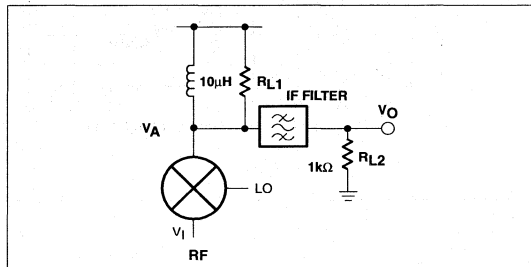 10μH
RL1
IF FILTER
VO
VA
1kΩ
RL2
LO
VI
RF